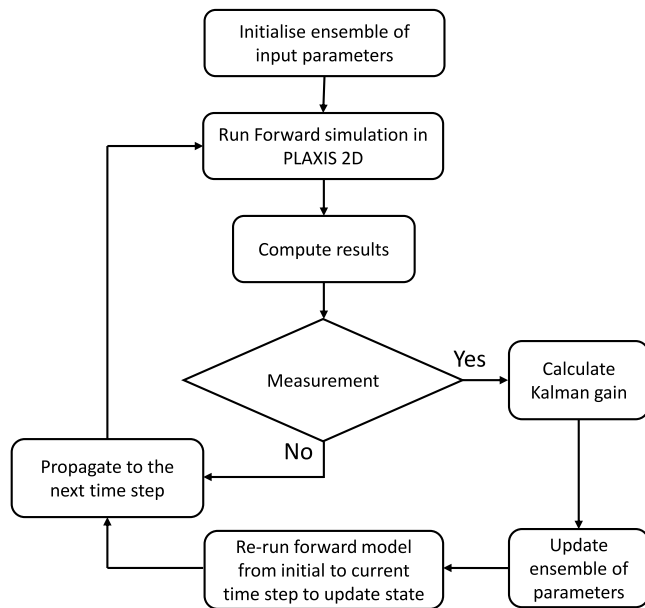 Initialise ensemble of
input parameters
Run Forward simulation in
PLAXIS 2D
Compute results
Measurement
Yes
Calculate
Kalman gain
No
Propagate to the
next time step
Re-run forward model
from initial to current
time step to update state
Update
ensemble of
parameters